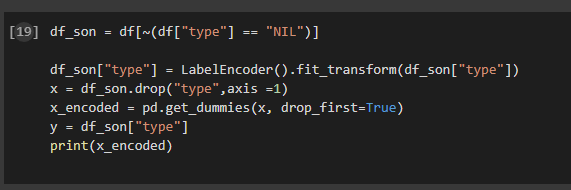 [19] df_son = df[~(df["type"] == "NIL")]
df_son["type"] = LabelEncoder().fit_transform(df_son["type"])
x = df_son.drop("type",axis =1)
x_encoded = pd.get_dummies(x, drop_first=True)
y = df_son["type"]
print(x_encoded)